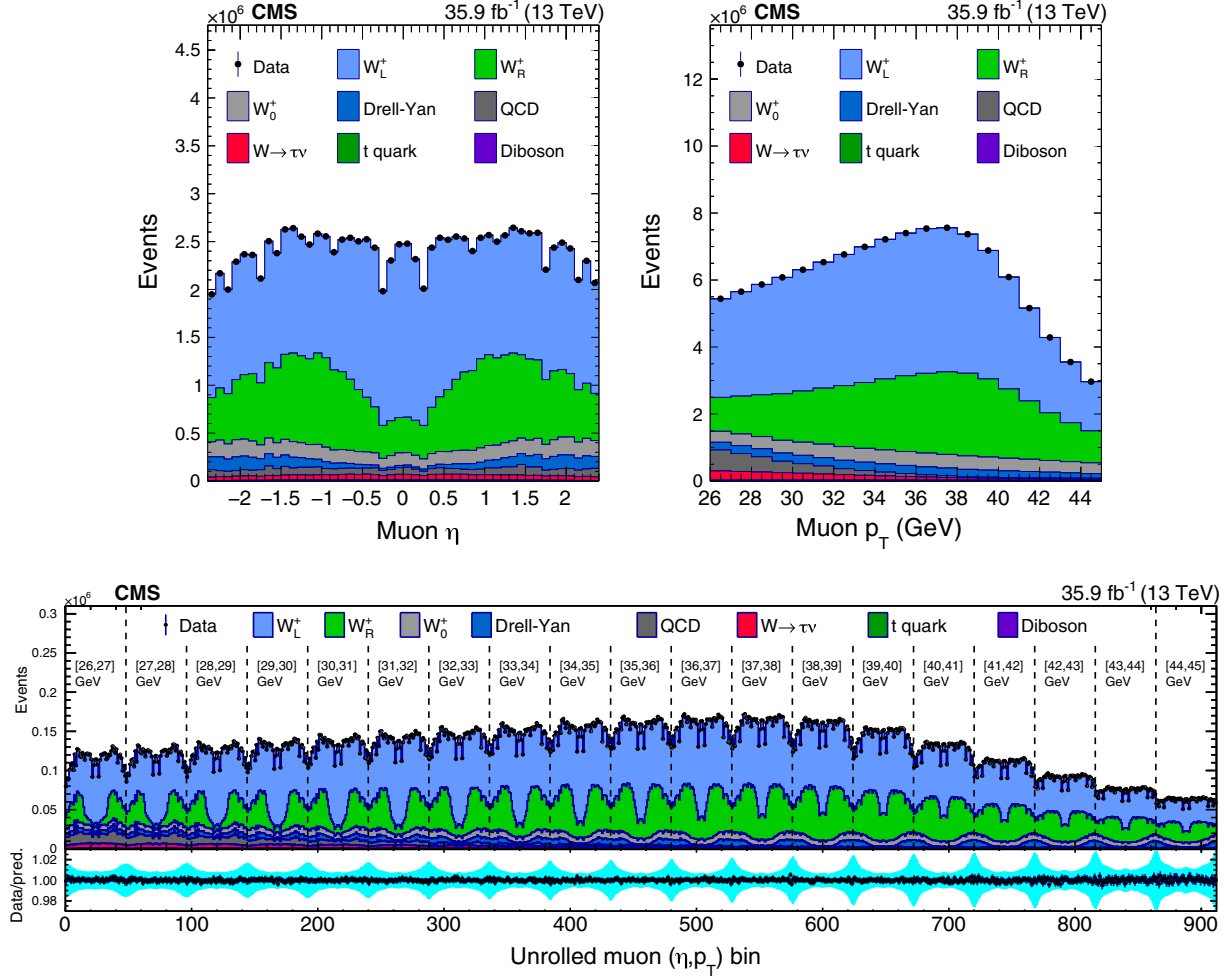 ×10⁶ CMS 35.9 fb⁻¹ (13 TeV)
Events
4.5
4
3.5
3
2.5
2
1.5
1
0.5
0
Data W⁺L W⁺R
W⁺0 Drell-Yan QCD
W→τν t quark Diboson
−2 −1.5 −1 −0.5 0 0.5 1 1.5 2
Muon η
×10⁶ CMS 35.9 fb⁻¹ (13 TeV)
Events
12
10
8
6
4
2
0
Data W⁺L W⁺R
W⁺0 Drell-Yan QCD
W→τν t quark Diboson
26 28 30 32 34 36 38 40 42 44
Muon pT (GeV)
×10⁶ CMS 35.9 fb⁻¹ (13 TeV)
Events
0.3
0.25
0.2
0.15
0.1
0.05
0
Data W⁺L W⁺R W⁺0 Drell-Yan QCD W→τν t quark Diboson
[26,27] [27,28] [28,29] [29,30] [30,31] [31,32] [32,33] [33,34] [34,35] [35,36] [36,37] [37,38] [38,39] [39,40] [40,41] [41,42] [42,43] [43,44] [44,45]
GeV GeV GeV GeV GeV GeV GeV GeV GeV GeV GeV GeV GeV GeV GeV GeV GeV GeV GeV
Data/pred.
1.02
1.00
0.98
0 100 200 300 400 500 600 700 800 900
Unrolled muon (η,pT) bin